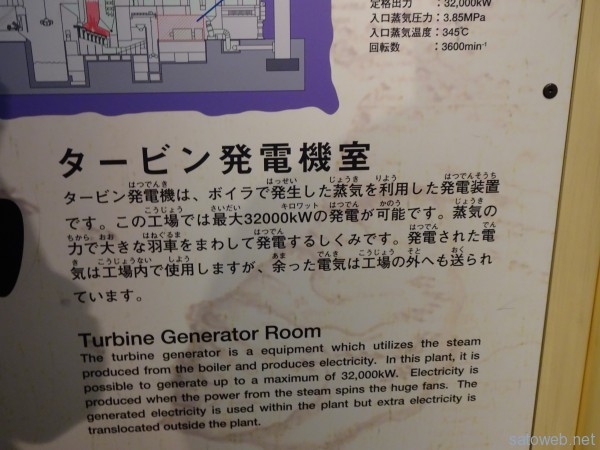 定格出力 : 32,000kW
入口蒸気圧力 : 3.85MPa
入口蒸気温度 : 345℃
回転数 : 3600min⁻¹
タービン発電機室
タービン発電機は、ボイラで発生した蒸気を利用した発電装置
です。この工場では最大32000kWの発電が可能です。蒸気の
力で大きな羽車をまわして発電するしくみです。発電された電
気は工場内で使用しますが、余った電気は工場の外へも送られ
ています。
Turbine Generator Room
The turbine generator is a equipment which utilizes the steam
produced from the boiler and produces electricity. In this plant, it is
possible to generate up to a maximum of 32,000kW. Electricity is
produced when the power from the steam spins the huge fans. The
generated electricity is used within the plant but extra electricity is
translocated outside the plant.
satoweb.net